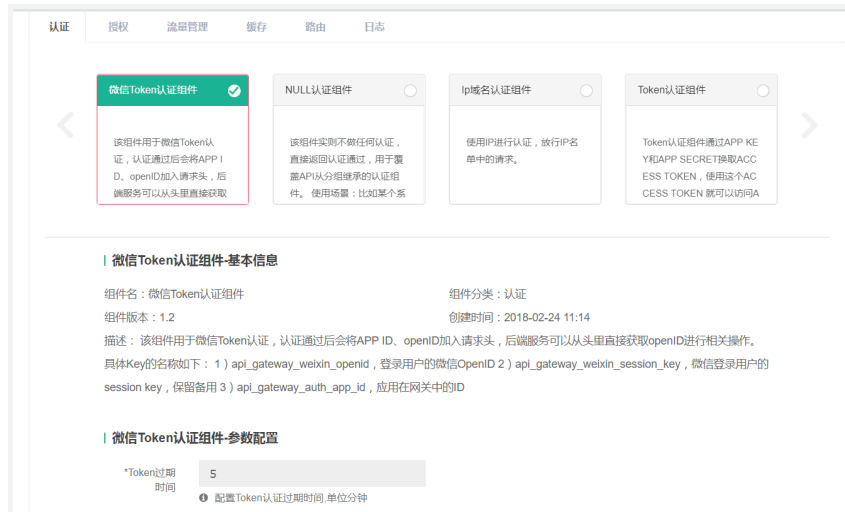 认证 授权 流量管理 缓存 路由 日志
微信Token认证组件 NULL认证组件 Ip域名认证组件 Token认证组件
该组件用于微信Token认
证，认证通过后会将APP I
D、openID加入请求头，后
端服务可以从头里直接获取
该组件实则不做任何认证，
直接返回认证通过，用于覆
盖API从分组继承的认证组
件。 使用场景：比如某个系
使用IP进行认证，放行IP名
单中的请求。
Token认证组件通过APP KE
Y和APP SECRET换取ACC
ESS TOKEN，使用这个AC
CESS TOKEN 就可以访问A
微信Token认证组件-基本信息
组件名：微信Token认证组件 组件分类：认证
组件版本：1.2 创建时间：2018-02-24 11:14
描述： 该组件用于微信Token认证，认证通过后会将APP ID、openID加入请求头，后端服务可以从头里直接获取openID进行相关操作。
具体Key的名称如下： 1）api_gateway_weixin_openid，登录用户的微信OpenID 2）api_gateway_weixin_session_key，微信登录用户的
session key，保留备用 3）api_gateway_auth_app_id，应用在网关中的ID
微信Token认证组件-参数配置
*Token过期
时间
5
配置Token认证过期时间,单位分钟